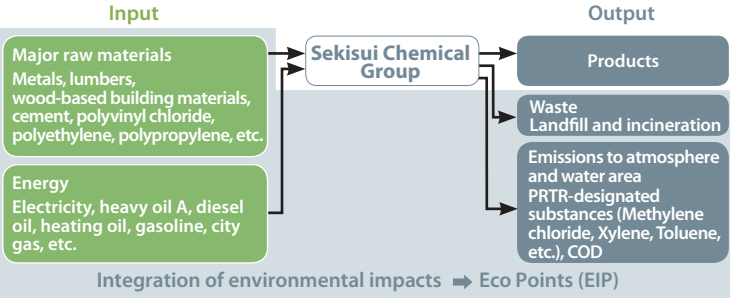 Input
Output
Major raw materials
Metals, lumbers,
wood-based building materials,
cement, polyvinyl chloride,
polyethylene, polypropylene, etc.
Sekisui Chemical
Group
Products
Waste
Landfill and incineration
Energy
Electricity, heavy oil A, diesel
oil, heating oil, gasoline, city
gas, etc.
Emissions to atmosphere
and water area
PRTR-designated
substances (Methylene
chloride, Xylene, Toluene,
etc.), COD
Integration of environmental impacts ➡ Eco Points (EIP)